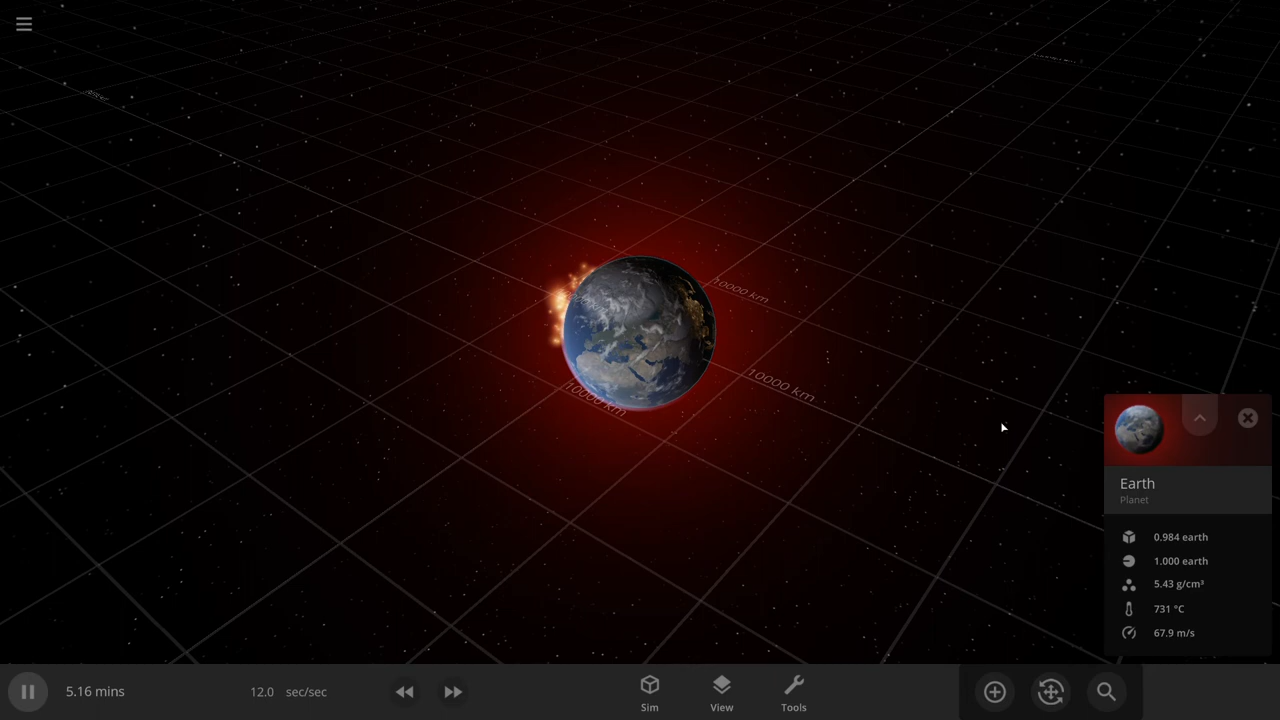 10000 km
10000 km
10000 km
Earth
Planet
0.984 earth
1.000 earth
5.43 g/cm³
731 °C
67.9 m/s
5.16 mins
12.0 sec/sec
Sim
View
Tools